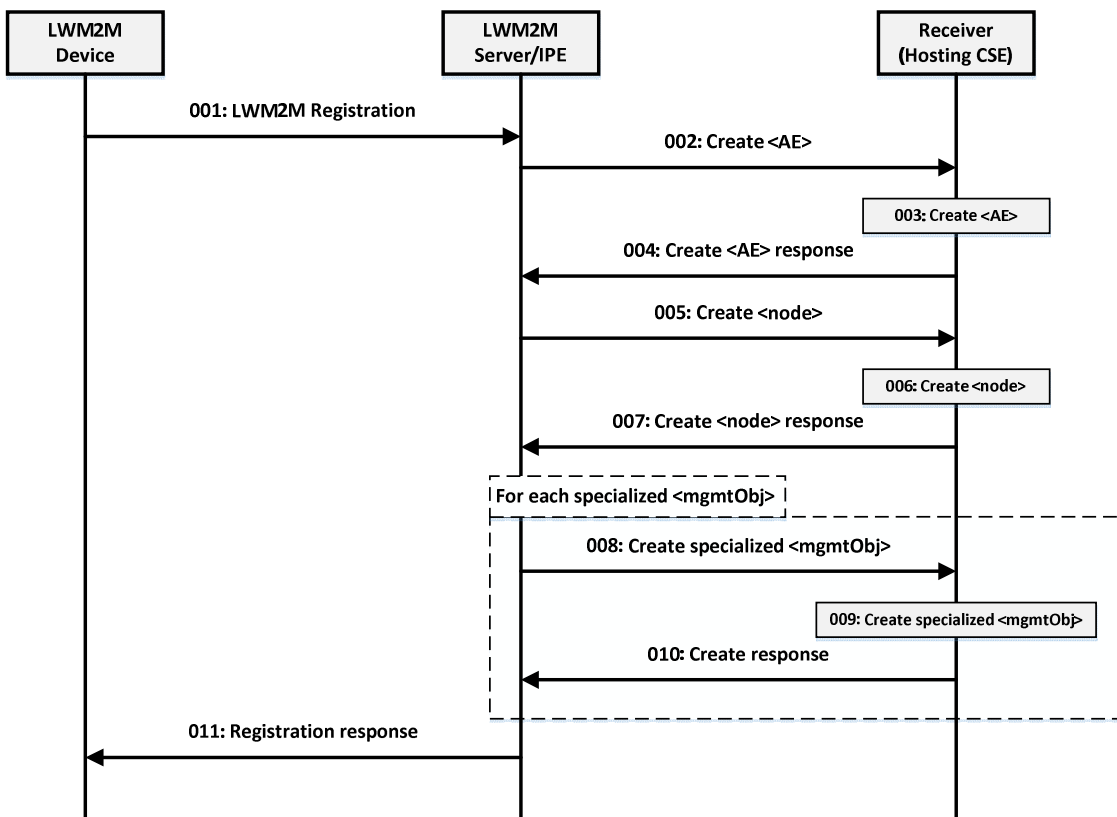 LWM2M
Device
LWM2M
Server/IPE
Receiver
(Hosting CSE)
001: LWM2M Registration
002: Create <AE>
003: Create <AE>
004: Create <AE> response
005: Create <node>
006: Create <node>
007: Create <node> response
For each specialized <mgmtObj>
008: Create specialized <mgmtObj>
009: Create specialized <mgmtObj>
010: Create response
011: Registration response